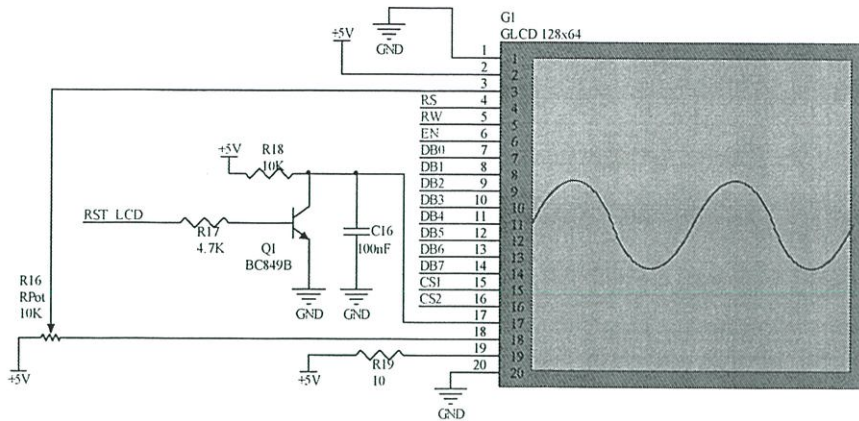 G1
GLCD 128x64
+5V
GND
1 1
2 2
3 3
RS 4 4
RW 5 5
EN 6 6
DB0 7 7
DB1 8 8
DB2 9 9
DB3 10 10
DB4 11 11
DB5 12 12
DB6 13 13
DB7 14 14
CS1 15 15
CS2 16 16
17 17
18 18
19 19
20 20
+5V
R18
10K
RST LCD
R17
4.7K
Q1
BC849B
C16
100nF
GND
GND
R16
RPot
10K
+5V
+5V
R19
10
GND